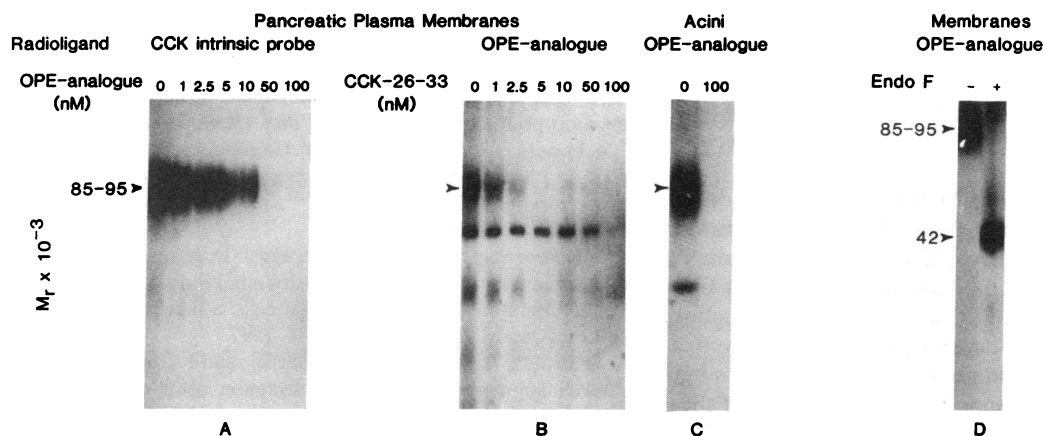 Pancreatic Plasma Membranes
Acini
Membranes
Radioligand
CCK intrinsic probe
OPE-analogue
OPE-analogue
OPE-analogue
OPE-analogue
(nM)
0 1 2.5 5 10 50 100
CCK-26-33
(nM)
0 1 2.5 5 10 50 100
0 100
Endo F
- +
85-95
85-95
42
Mr x 10⁻³
A
B
C
D